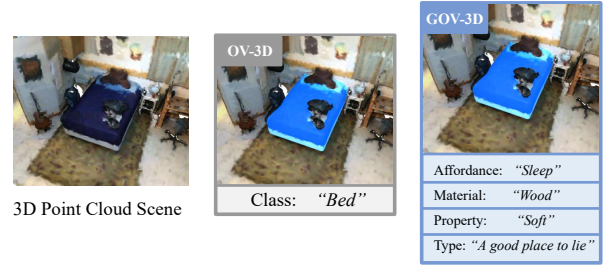 3D Point Cloud Scene
OV-3D
Class: "Bed"
GOV-3D
Affordance: "Sleep"
Material: "Wood"
Property: "Soft"
Type: "A good place to lie"